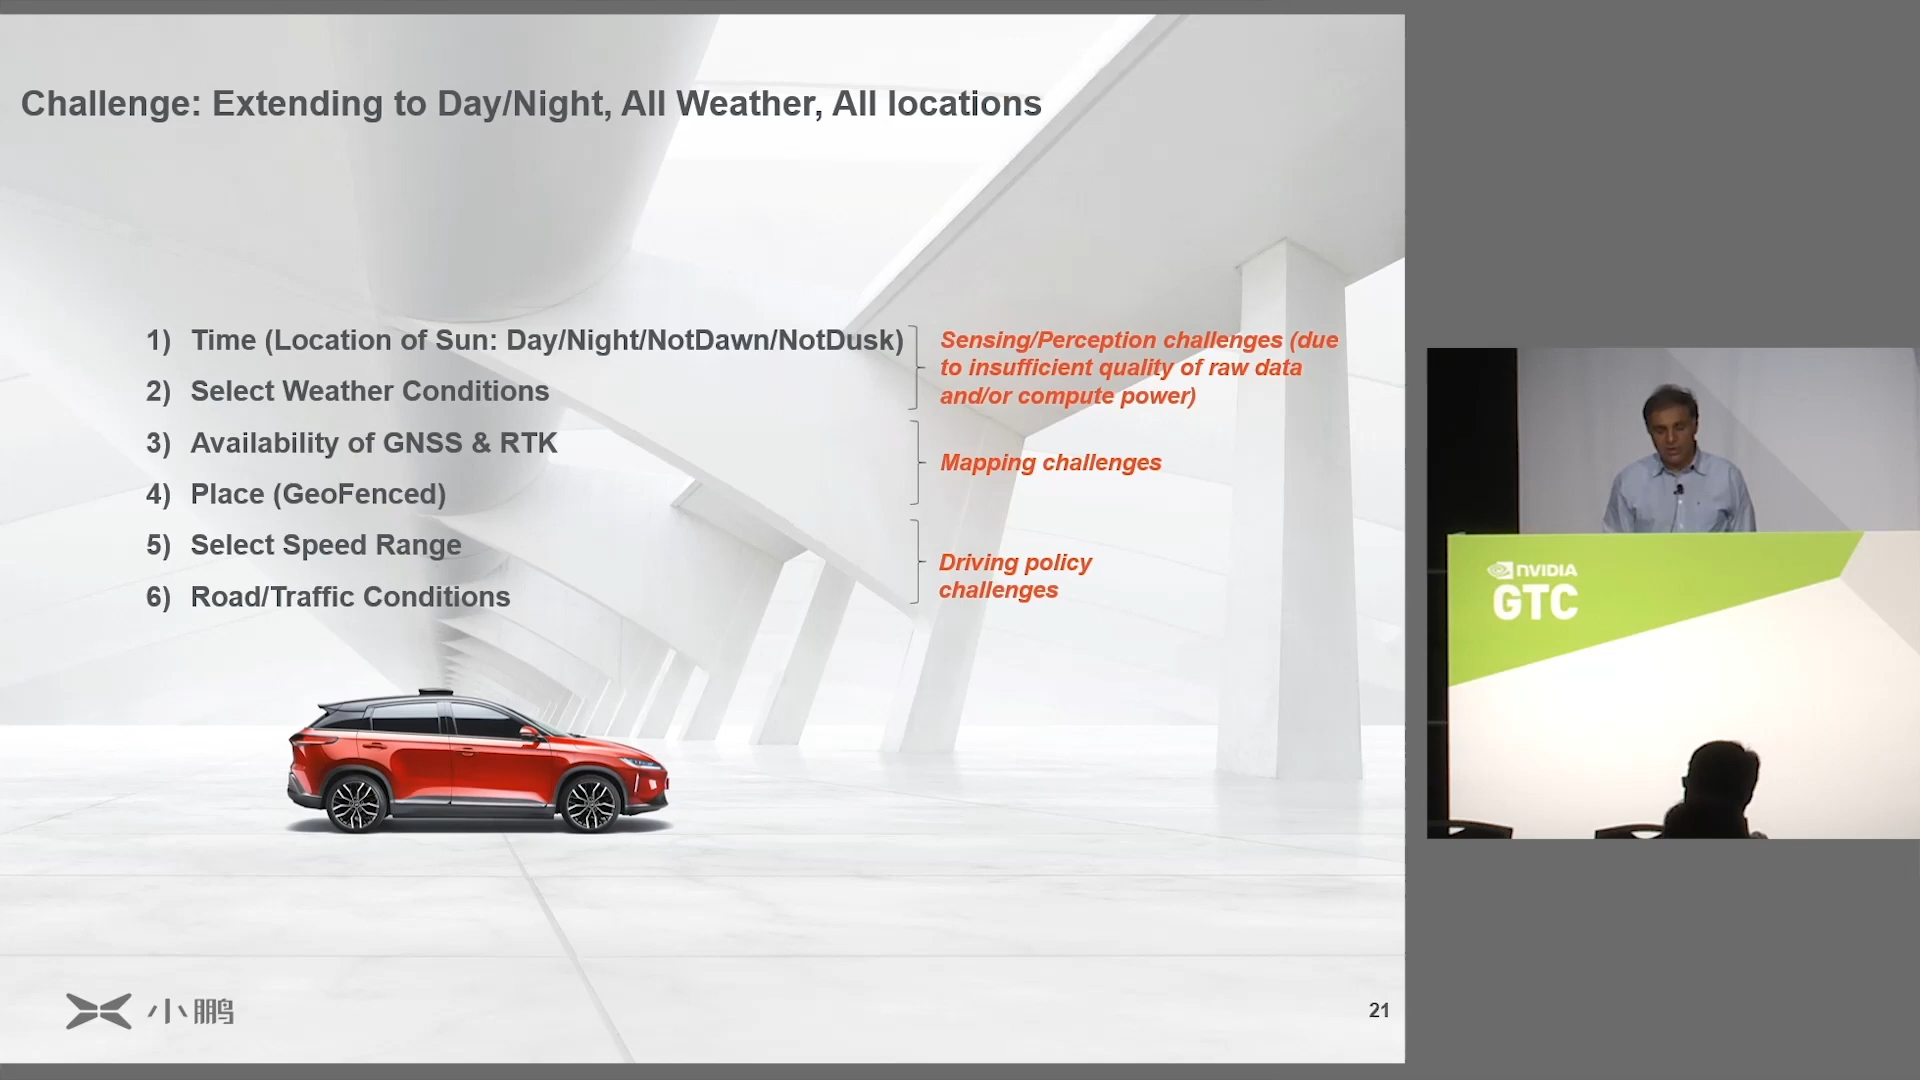 Challenge: Extending to Day/Night, All Weather, All locations
1) Time (Location of Sun: Day/Night/NotDawn/NotDusk)
2) Select Weather Conditions
3) Availability of GNSS & RTK
4) Place (GeoFenced)
5) Select Speed Range
6) Road/Traffic Conditions
Sensing/Perception challenges (due
to insufficient quality of raw data
and/or compute power)
Mapping challenges
Driving policy
challenges
小鹏
21
NVIDIA
GTC